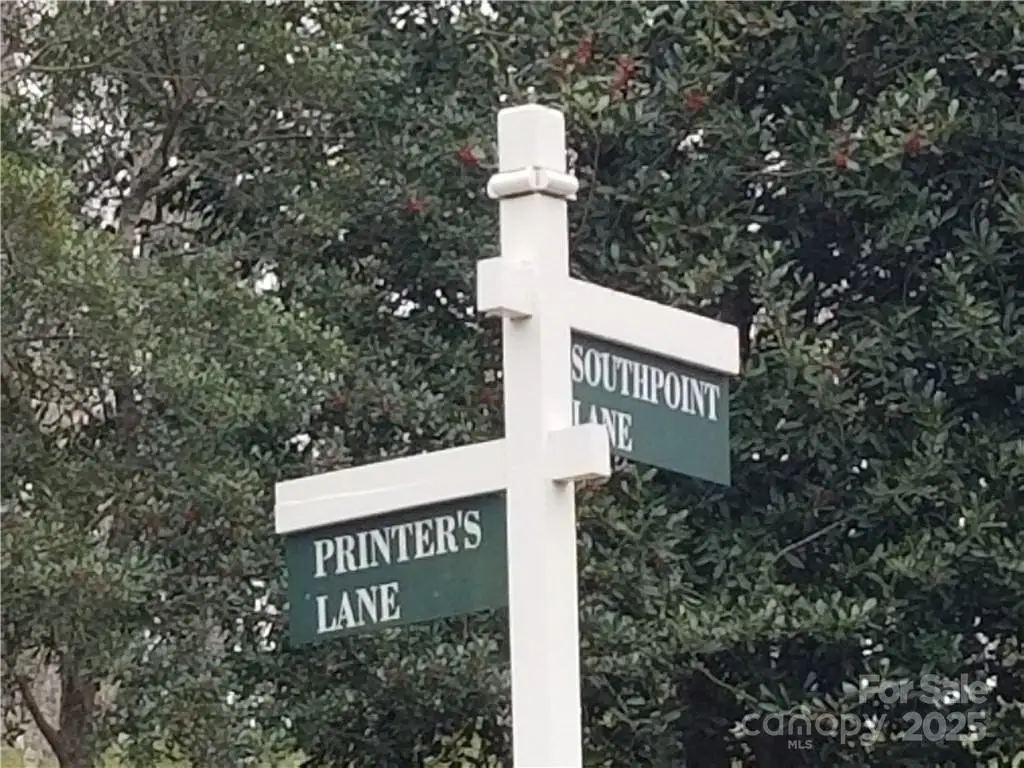 SOUTHPOINT
LANE
PRINTER'S
LANE
For Sale
canopy 2025
MLS